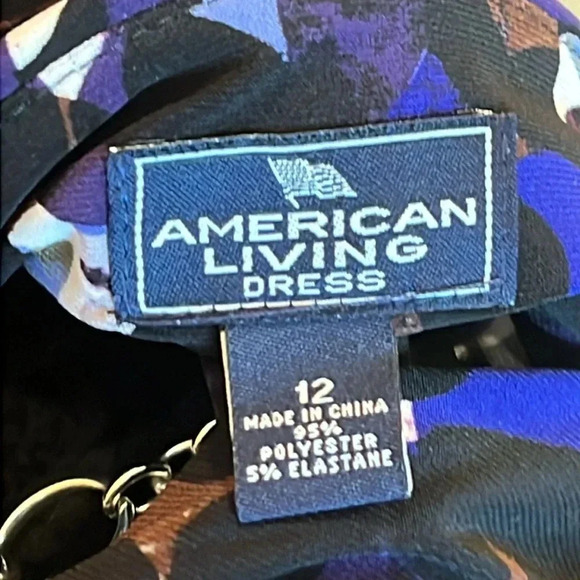 AMERICAN
LIVING
DRESS
12
MADE IN CHINA
95%
POLYESTER
5% ELASTANE